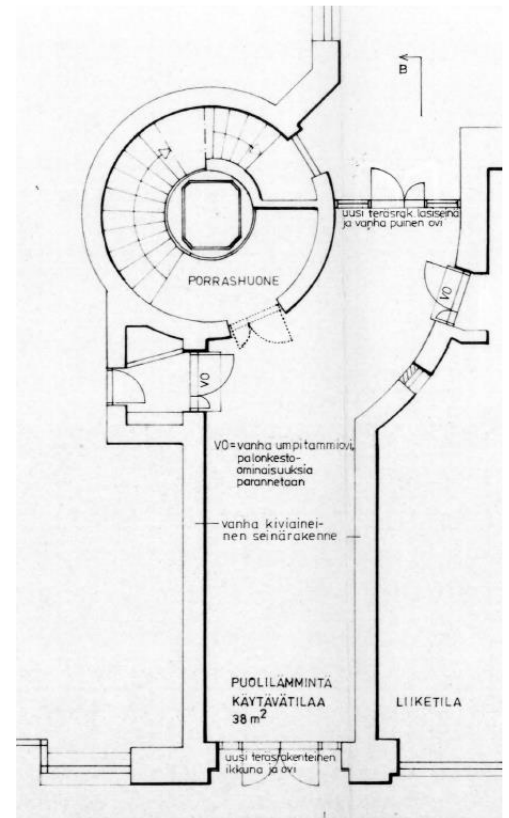 B
uusi teräsrak. lasiseinä
ja vanha puinen ovi
PORRASHUONE
VO
VO
VO=vanha umpitammiovi,
palonkesto-
ominaisuuksia
parannetaan
vanha kiviainei-
nen seinärakenne
PUOLILÄMMINTÄ
KÄYTÄVÄTILAA
38 m²
LIIKETILA
uusi teräsrakenteinen
ikkuna ja ovi